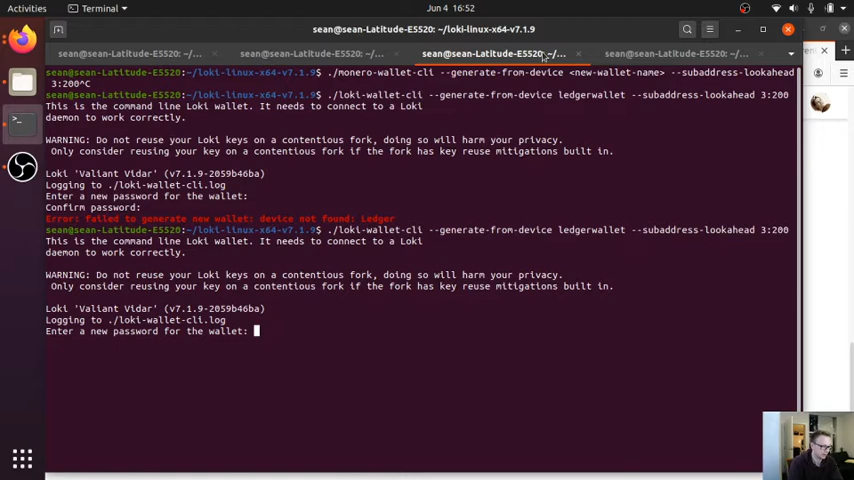 Activities
Terminal
Jun 4 16:52
sean@sean-Latitude-E5520: ~/loki-linux-x64-v7.1.9
sean@sean-Latitude-E5520: ~/...
sean@sean-Latitude-E5520: ~/...
sean@sean-Latitude-E5520: ~/...
sean@sean-Latitude-E5520: ~/...
sean@sean-Latitude-E5520:~/loki-linux-x64-v7.1.9$ ./monero-wallet-cli --generate-from-device <new-wallet-name> --subaddress-lookahead
3:200^C
sean@sean-Latitude-E5520:~/loki-linux-x64-v7.1.9$ ./loki-wallet-cli --generate-from-device ledgerwallet --subaddress-lookahead 3:200
This is the command line Loki wallet. It needs to connect to a Loki
daemon to work correctly.
WARNING: Do not reuse your Loki keys on a contentious fork, doing so will harm your privacy.
Only consider reusing your key on a contentious fork if the fork has key reuse mitigations built in.
Loki 'Valiant Vidar' (v7.1.9-2059b46ba)
Logging to ./loki-wallet-cli.log
Enter a new password for the wallet:
Confirm password:
Error: failed to generate new wallet: device not found: Ledger
sean@sean-Latitude-E5520:~/loki-linux-x64-v7.1.9$ ./loki-wallet-cli --generate-from-device ledgerwallet --subaddress-lookahead 3:200
This is the command line Loki wallet. It needs to connect to a Loki
daemon to work correctly.
WARNING: Do not reuse your Loki keys on a contentious fork, doing so will harm your privacy.
Only consider reusing your key on a contentious fork if the fork has key reuse mitigations built in.
Loki 'Valiant Vidar' (v7.1.9-2059b46ba)
Logging to ./loki-wallet-cli.log
Enter a new password for the wallet: